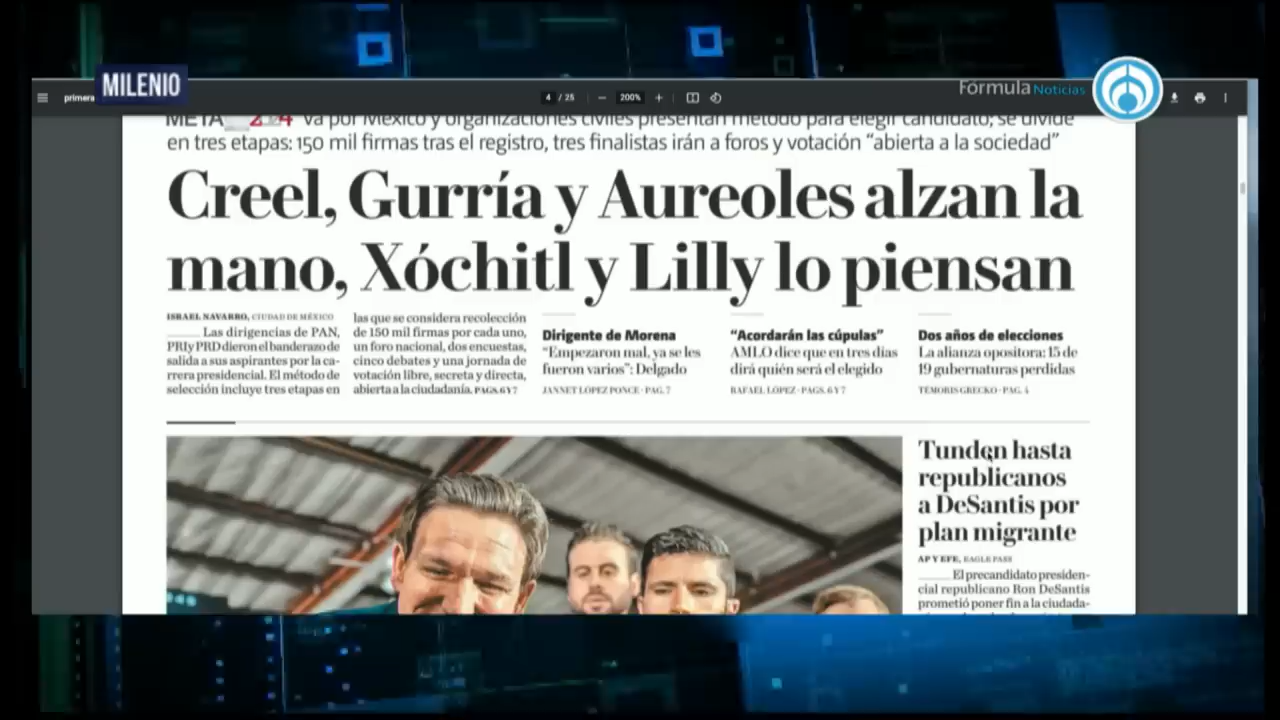 MILENIO
Fórmula Noticias
primera
4 / 25
200%
META 2 4 Va por México y organizaciones civiles presentan método para elegir candidato; se divide
en tres etapas: 150 mil firmas tras el registro, tres finalistas irán a foros y votación “abierta a la sociedad”
Creel, Gurría y Aureoles alzan la
mano, Xóchitl y Lilly lo piensan
ISRAEL NAVARRO, CIUDAD DE MÉXICO
Las dirigencias de PAN,
PRI y PRD dieron el banderazo de
salida a sus aspirantes por la ca-
rrera presidencial. El método de
selección incluye tres etapas en
las que se considera recolección
de 150 mil firmas por cada uno,
un foro nacional, dos encuestas,
cinco debates y una jornada de
votación libre, secreta y directa,
abierta a la ciudadanía. PAGS. 6 Y 7
Dirigente de Morena
“Empezaron mal, ya se les
fueron varios”: Delgado
JANNET LÓPEZ PONCE - PAG. 7
“Acordarán las cúpulas”
AMLO dice que en tres días
dirá quién será el elegido
RAFAEL LÓPEZ - PAGS. 6 Y 7
Dos años de elecciones
La alianza opositora: 15 de
19 gubernaturas perdidas
TÉMORIS GRECKO - PAG. 4
Tunden hasta
republicanos
a DeSantis por
plan migrante
AP Y EFE, EAGLE PASS
El precandidato presiden-
cial republicano Ron DeSantis
prometió poner fin a la ciudada-